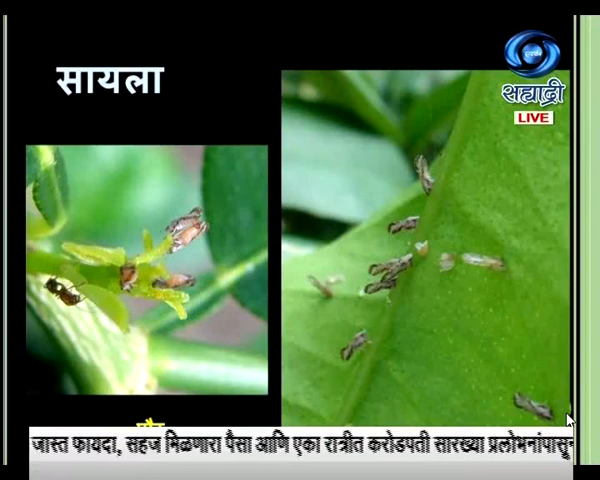 सायला
सह्याद्री
LIVE
जास्त फायदा, सहज मिळणारा पैसा आणि एका रात्रीत करोडपती सारख्या प्रलोभनांपासून